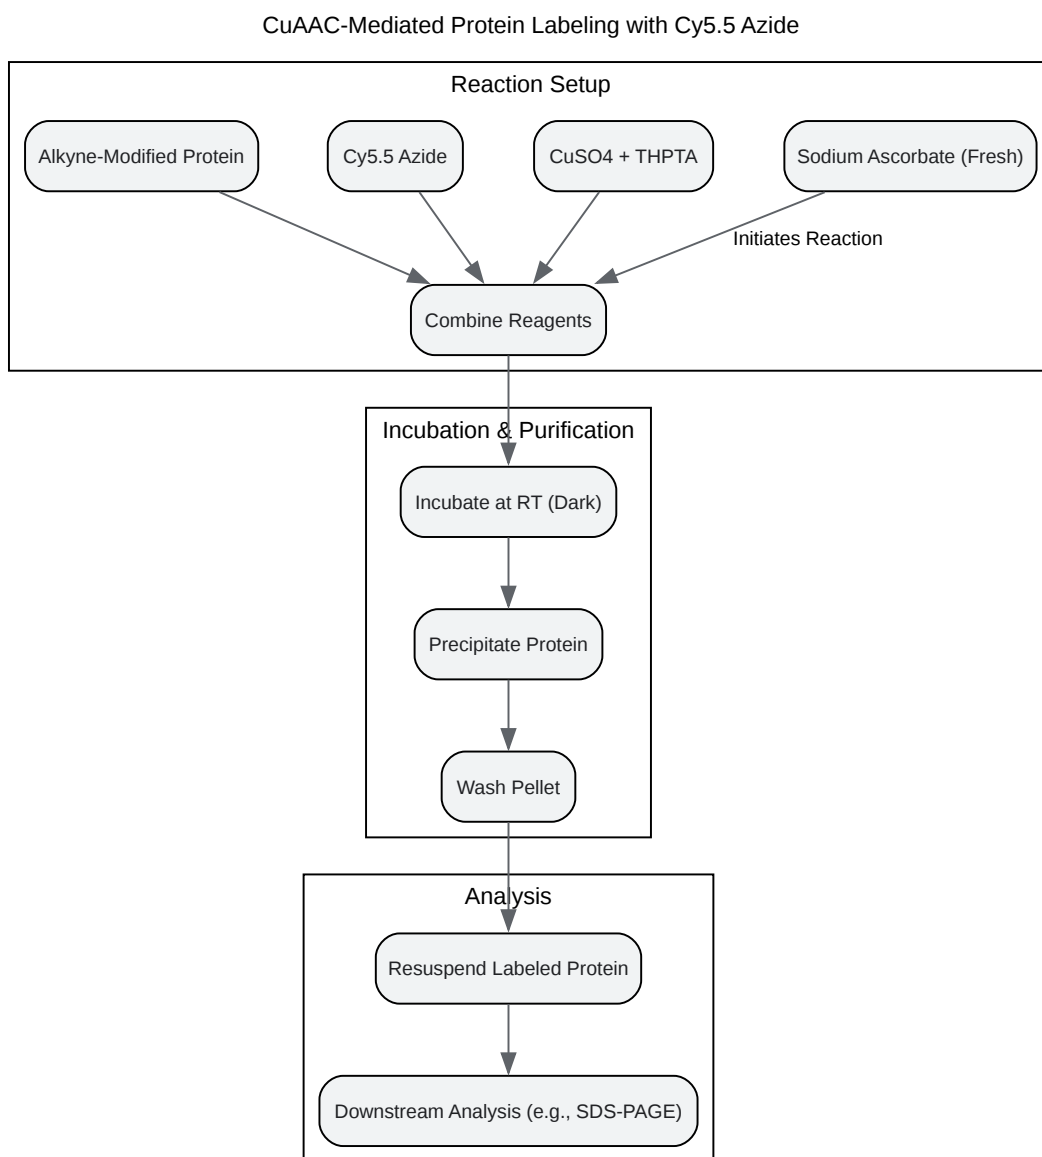 CuAAC-Mediated Protein Labeling with Cy5.5 Azide
Reaction Setup
Alkyne-Modified Protein
Cy5.5 Azide
CuSO4 + THPTA
Sodium Ascorbate (Fresh)
Initiates Reaction
Combine Reagents
Incubation & Purification
Incubate at RT (Dark)
Precipitate Protein
Wash Pellet
Analysis
Resuspend Labeled Protein
Downstream Analysis (e.g., SDS-PAGE)